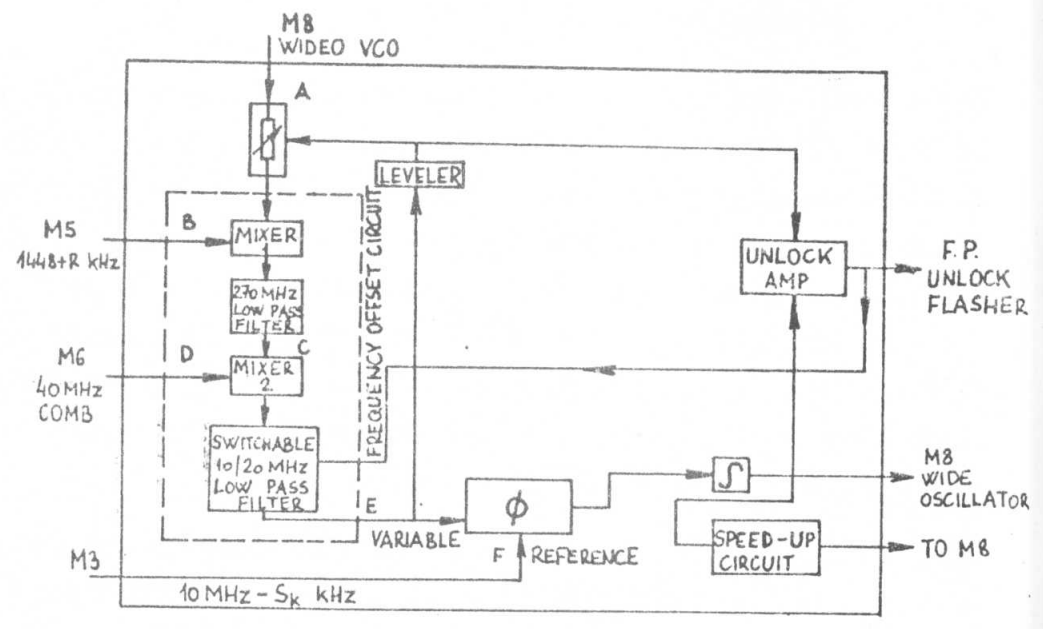 M8
WIDEO VCO
A
LEVELER
B
M5
1448+R kHz
MIXER
UNLOCK
AMP
F.P.
UNLOCK
FLASHER
270 MHz
LOW PASS
FILTER
FREQUENCY OFFSET CIRCUIT
C
D
M6
40 MHz
COMB
MIXER
2
SWITCHABLE
10/20 MHz
LOW PASS
FILTER
E
VARIABLE
ϕ
∫
M8
WIDE
OSCILLATOR
F
REFERENCE
SPEED-UP
CIRCUIT
TO M8
M3
10 MHz - Sk kHz